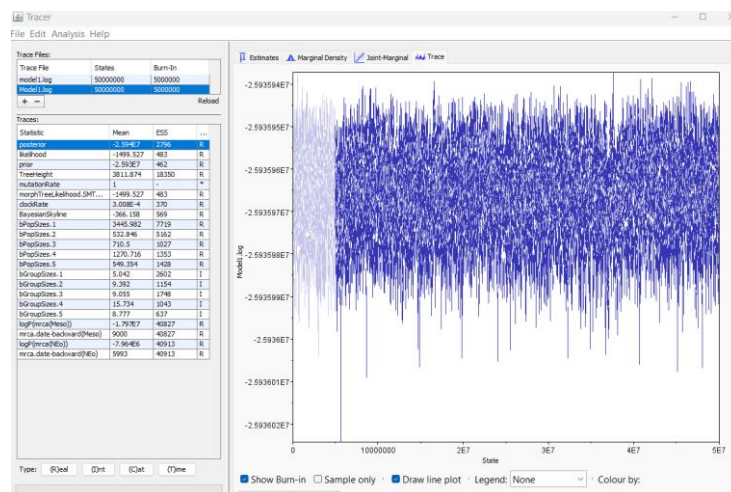 Tracer
File Edit Analysis Help
Trace Files:
Trace File States Burn-In
model1.log 50000000 5000000
Model1.log 50000000 5000000
+ − Reload
Traces:
Statistic Mean ESS ...
posterior -2.594E7 2796 R
likelihood -1499.527 483 R
prior -2.593E7 462 R
TreeHeight 3811.874 18350 R
mutationRate 1 - *
morphTreeLikelihood.SMT... -1499.527 483 R
clockRate 3.008E-4 370 R
BayesianSkyline -366.158 569 R
bPopSizes.1 3445.982 7719 R
bPopSizes.2 532.846 5162 R
bPopSizes.3 710.5 1027 R
bPopSizes.4 1270.716 1353 R
bPopSizes.5 549.354 1428 R
bGroupSizes.1 5.042 2602 I
bGroupSizes.2 9.392 1154 I
bGroupSizes.3 9.055 1748 I
bGroupSizes.4 15.734 1043 I
bGroupSizes.5 8.777 637 I
logP(mrca(Meso)) -1.797E7 40827 R
mrca.date-backward(Meso) 9000 40827 R
logP(mrca(NEo)) -7.964E6 40913 R
mrca.date-backward(NEo) 5993 40913 R
Type: (R)eal (I)nt (C)at (T)ime
Estimates Marginal Density Joint-Marginal Trace
-2.593594E7
-2.593595E7
-2.593596E7
-2.593597E7
-2.593598E7
-2.593599E7
-2.5936E7
-2.593601E7
-2.593602E7
Model1.log
0 10000000 2E7 3E7 4E7 5E7
State
Show Burn-in Sample only Draw line plot Legend: None Colour by: